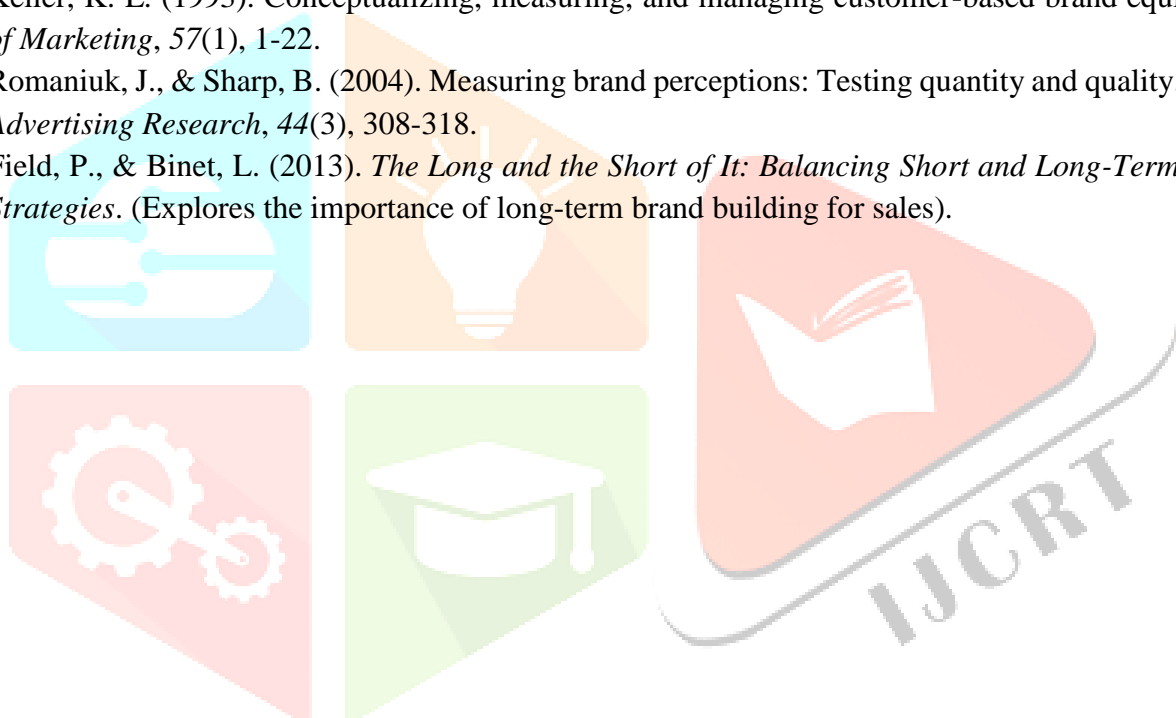 Keller, K. L. (1993). Conceptualizing, measuring, and managing customer-based brand equi
of Marketing, 57(1), 1-22.
Romaniuk, J., & Sharp, B. (2004). Measuring brand perceptions: Testing quantity and quality.
Advertising Research, 44(3), 308-318.
Field, P., & Binet, L. (2013). The Long and the Short of It: Balancing Short and Long-Term
Strategies. (Explores the importance of long-term brand building for sales).
IJCRT